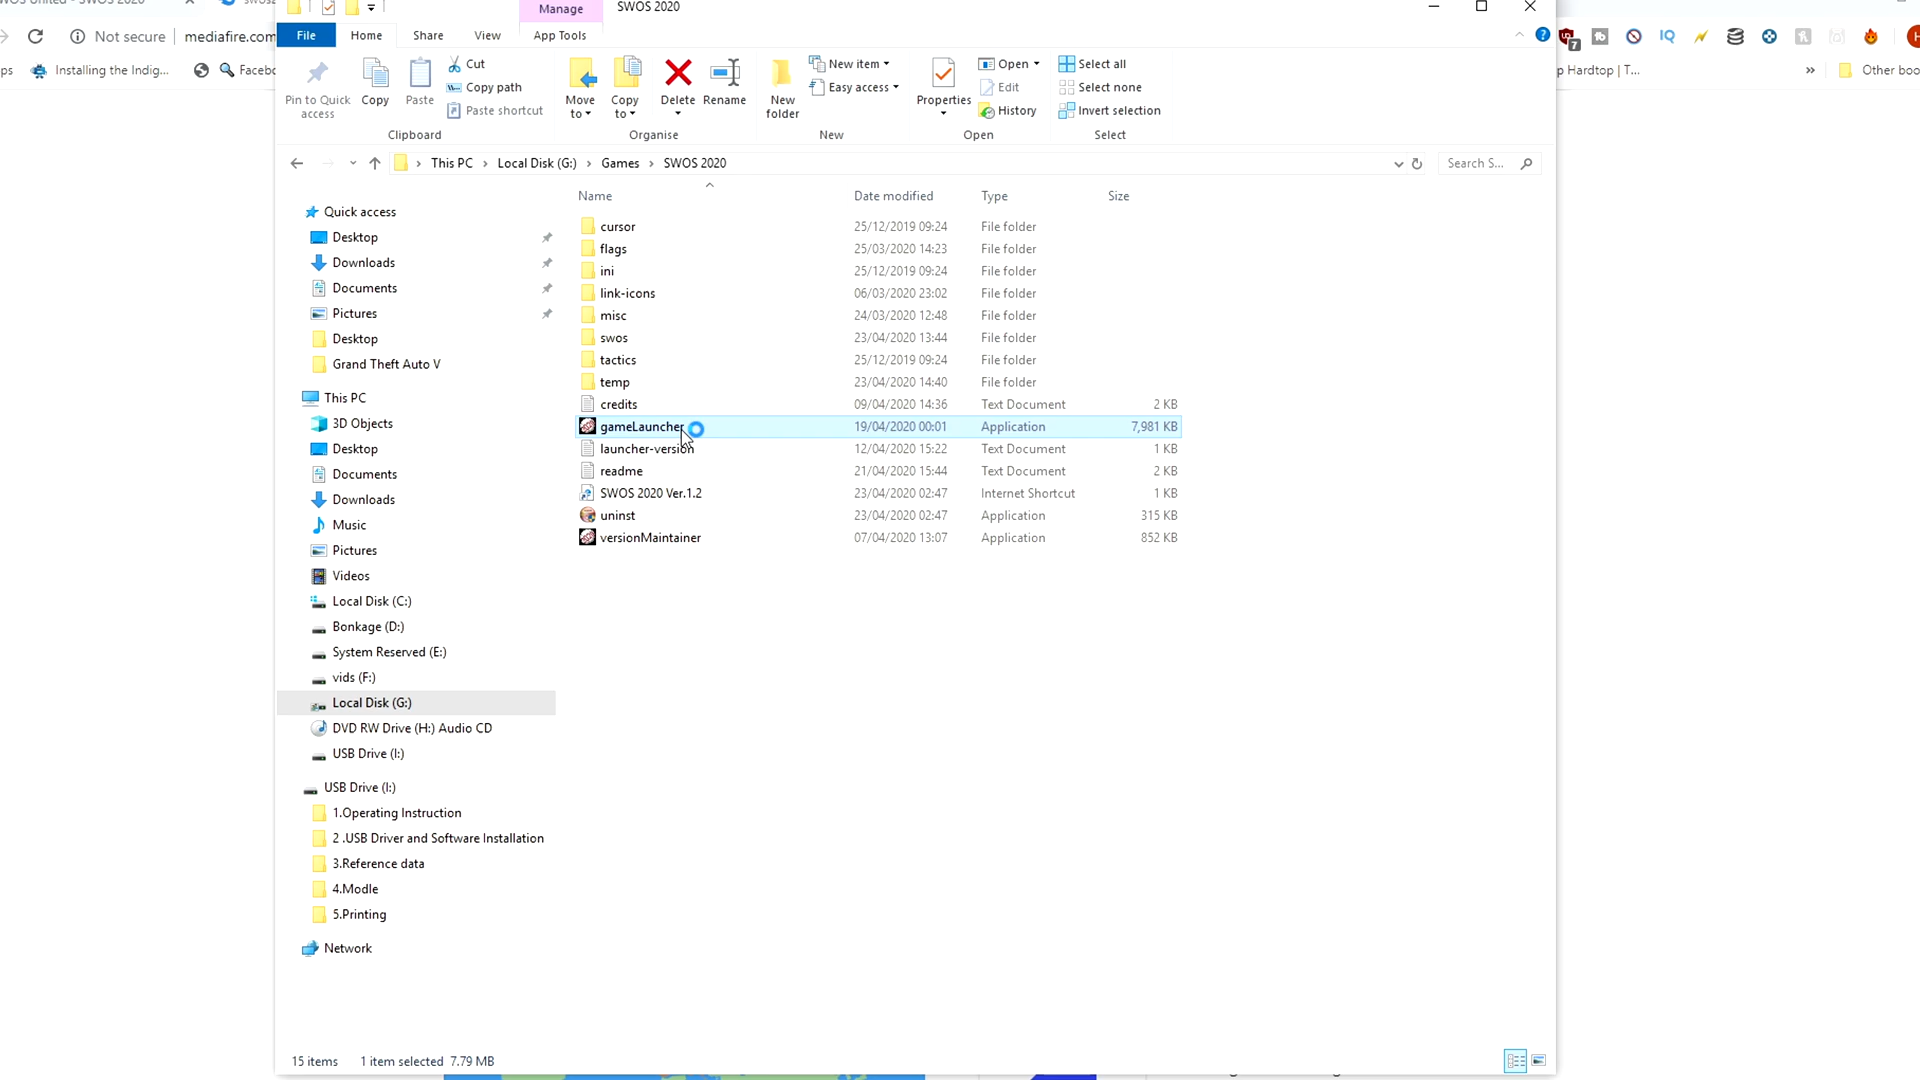 SWOS United - SWOS 2020
Manage
SWOS 2020
Not secure
mediafire.com
File
Home
Share
View
App Tools
Installing the Indig...
Facebo
p Hardtop | T...
Other boo
Pin to Quick access
Copy
Paste
Cut
Copy path
Paste shortcut
Move to
Copy to
Delete
Rename
New folder
New item
Easy access
Properties
Open
Edit
History
Select all
Select none
Invert selection
Clipboard
Organise
New
Open
Select
This PC
Local Disk (G:)
Games
SWOS 2020
Search S...
Name
Date modified
Type
Size
Quick access
Desktop
Downloads
Documents
Pictures
Desktop
Grand Theft Auto V
This PC
3D Objects
Desktop
Documents
Downloads
Music
Pictures
Videos
Local Disk (C:)
Bonkage (D:)
System Reserved (E:)
vids (F:)
Local Disk (G:)
DVD RW Drive (H:) Audio CD
USB Drive (I:)
USB Drive (I:)
1.Operating Instruction
2 .USB Driver and Software Installation
3.Reference data
4.Modle
5.Printing
Network
cursor 25/12/2019 09:24 File folder
flags 25/03/2020 14:23 File folder
ini 25/12/2019 09:24 File folder
link-icons 06/03/2020 23:02 File folder
misc 24/03/2020 12:48 File folder
swos 23/04/2020 13:44 File folder
tactics 25/12/2019 09:24 File folder
temp 23/04/2020 14:40 File folder
credits 09/04/2020 14:36 Text Document 2 KB
gameLauncher 19/04/2020 00:01 Application 7,981 KB
launcher-version 12/04/2020 15:22 Text Document 1 KB
readme 21/04/2020 15:44 Text Document 2 KB
SWOS 2020 Ver.1.2 23/04/2020 02:47 Internet Shortcut 1 KB
uninst 23/04/2020 02:47 Application 315 KB
versionMaintainer 07/04/2020 13:07 Application 852 KB
15 items
1 item selected 7.79 MB